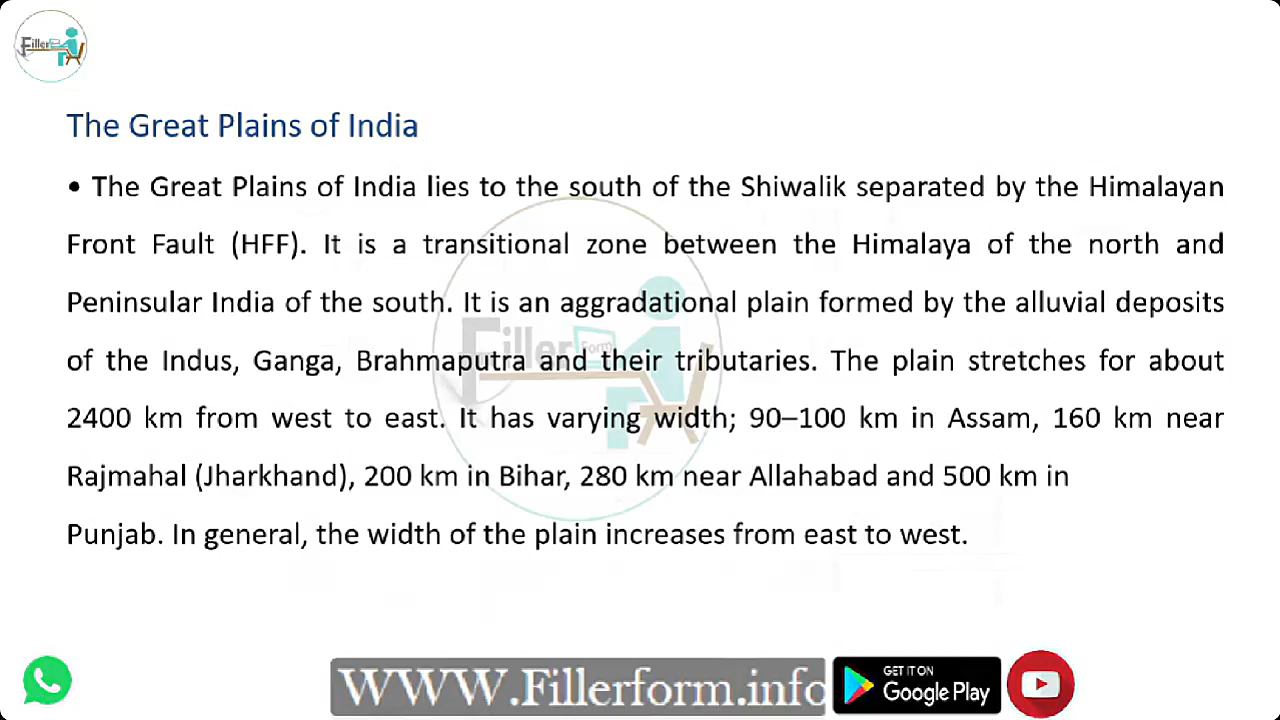 Filler Form
The Great Plains of India
• The Great Plains of India lies to the south of the Shiwalik separated by the Himalayan
Front Fault (HFF). It is a transitional zone between the Himalaya of the north and
Peninsular India of the south. It is an aggradational plain formed by the alluvial deposits
of the Indus, Ganga, Brahmaputra and their tributaries. The plain stretches for about
2400 km from west to east. It has varying width; 90–100 km in Assam, 160 km near
Rajmahal (Jharkhand), 200 km in Bihar, 280 km near Allahabad and 500 km in
Punjab. In general, the width of the plain increases from east to west.
Filler Form
WWW.Fillerform.info
GET IT ON
Google Play